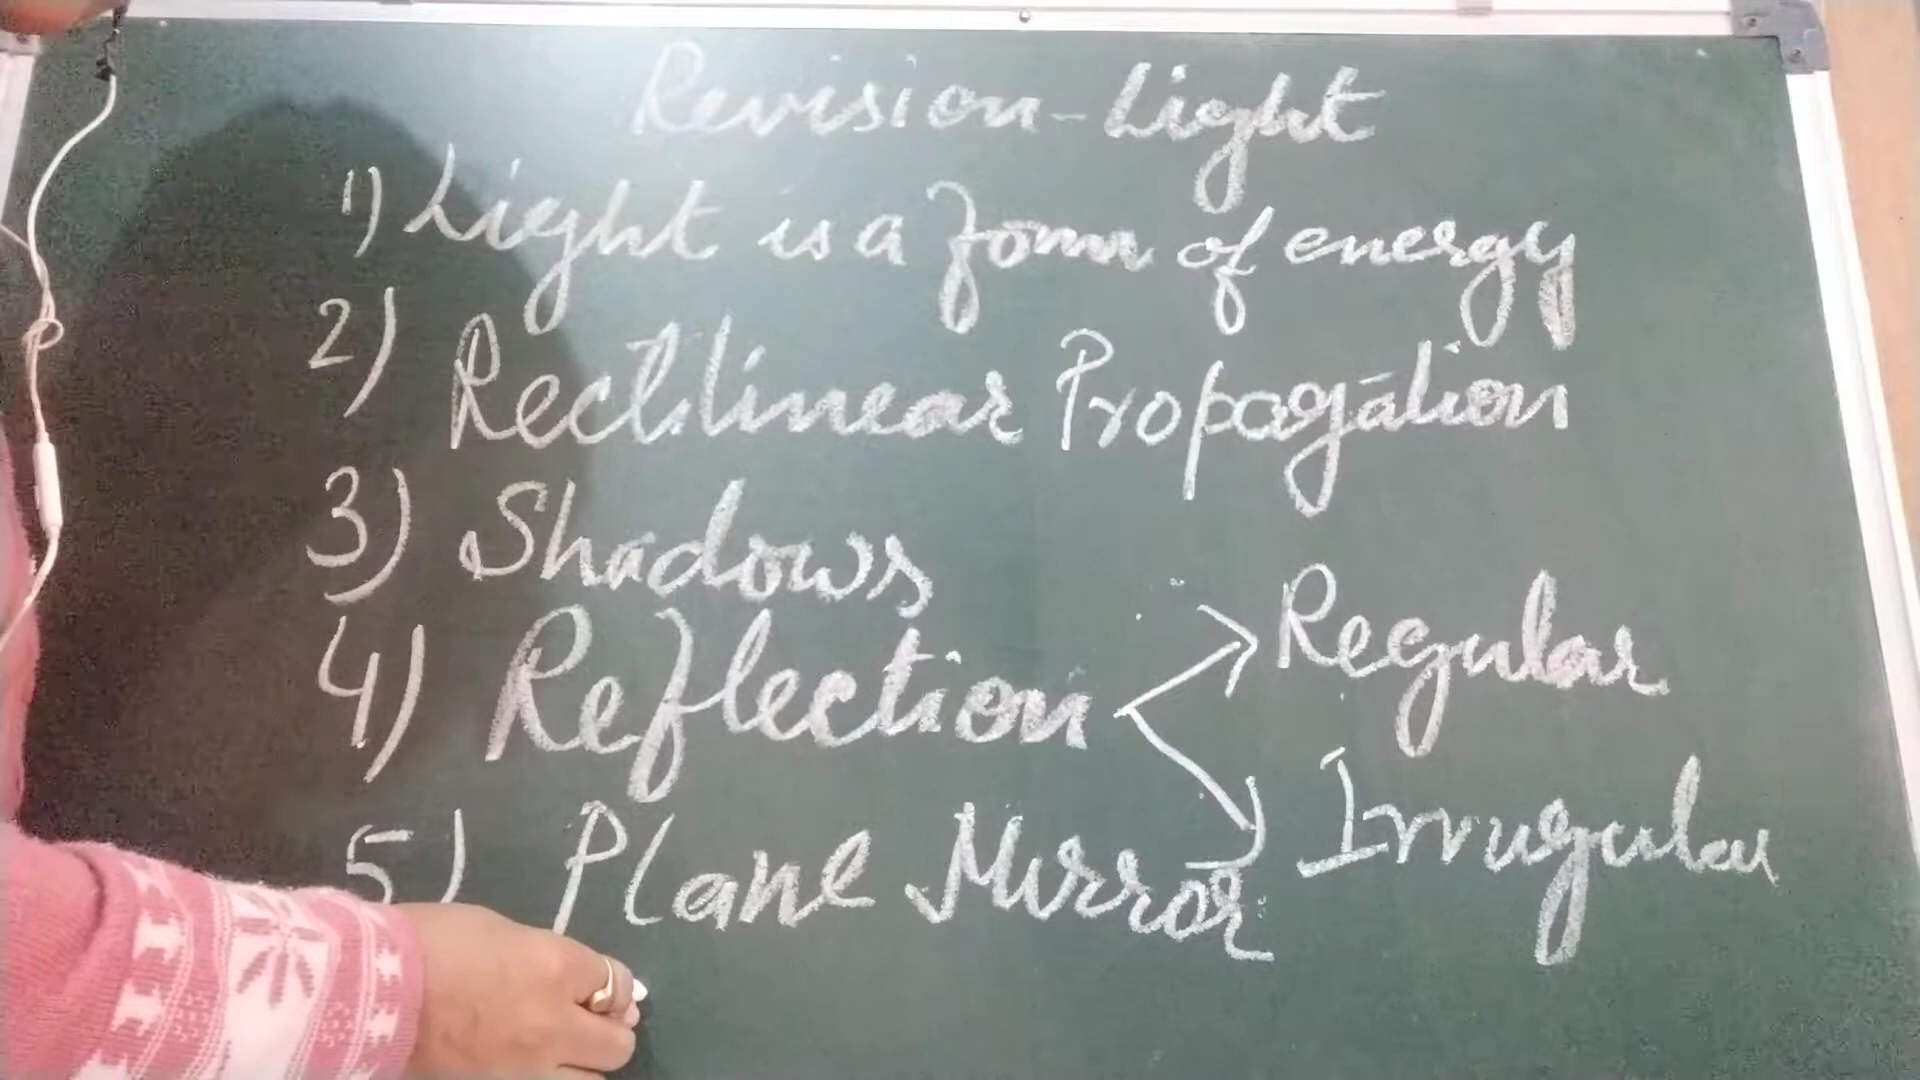 Revision - Light
1) Light is a form of energy
2) Rectilinear Propagation
3) Shadows
4) Reflection
Regular
Irrugular
5) Plane Mirror